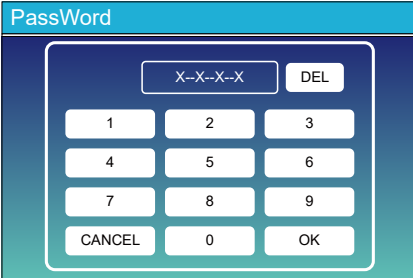 PassWord
X--X--X--X DEL
1 2 3
4 5 6
7 8 9
CANCEL 0 OK